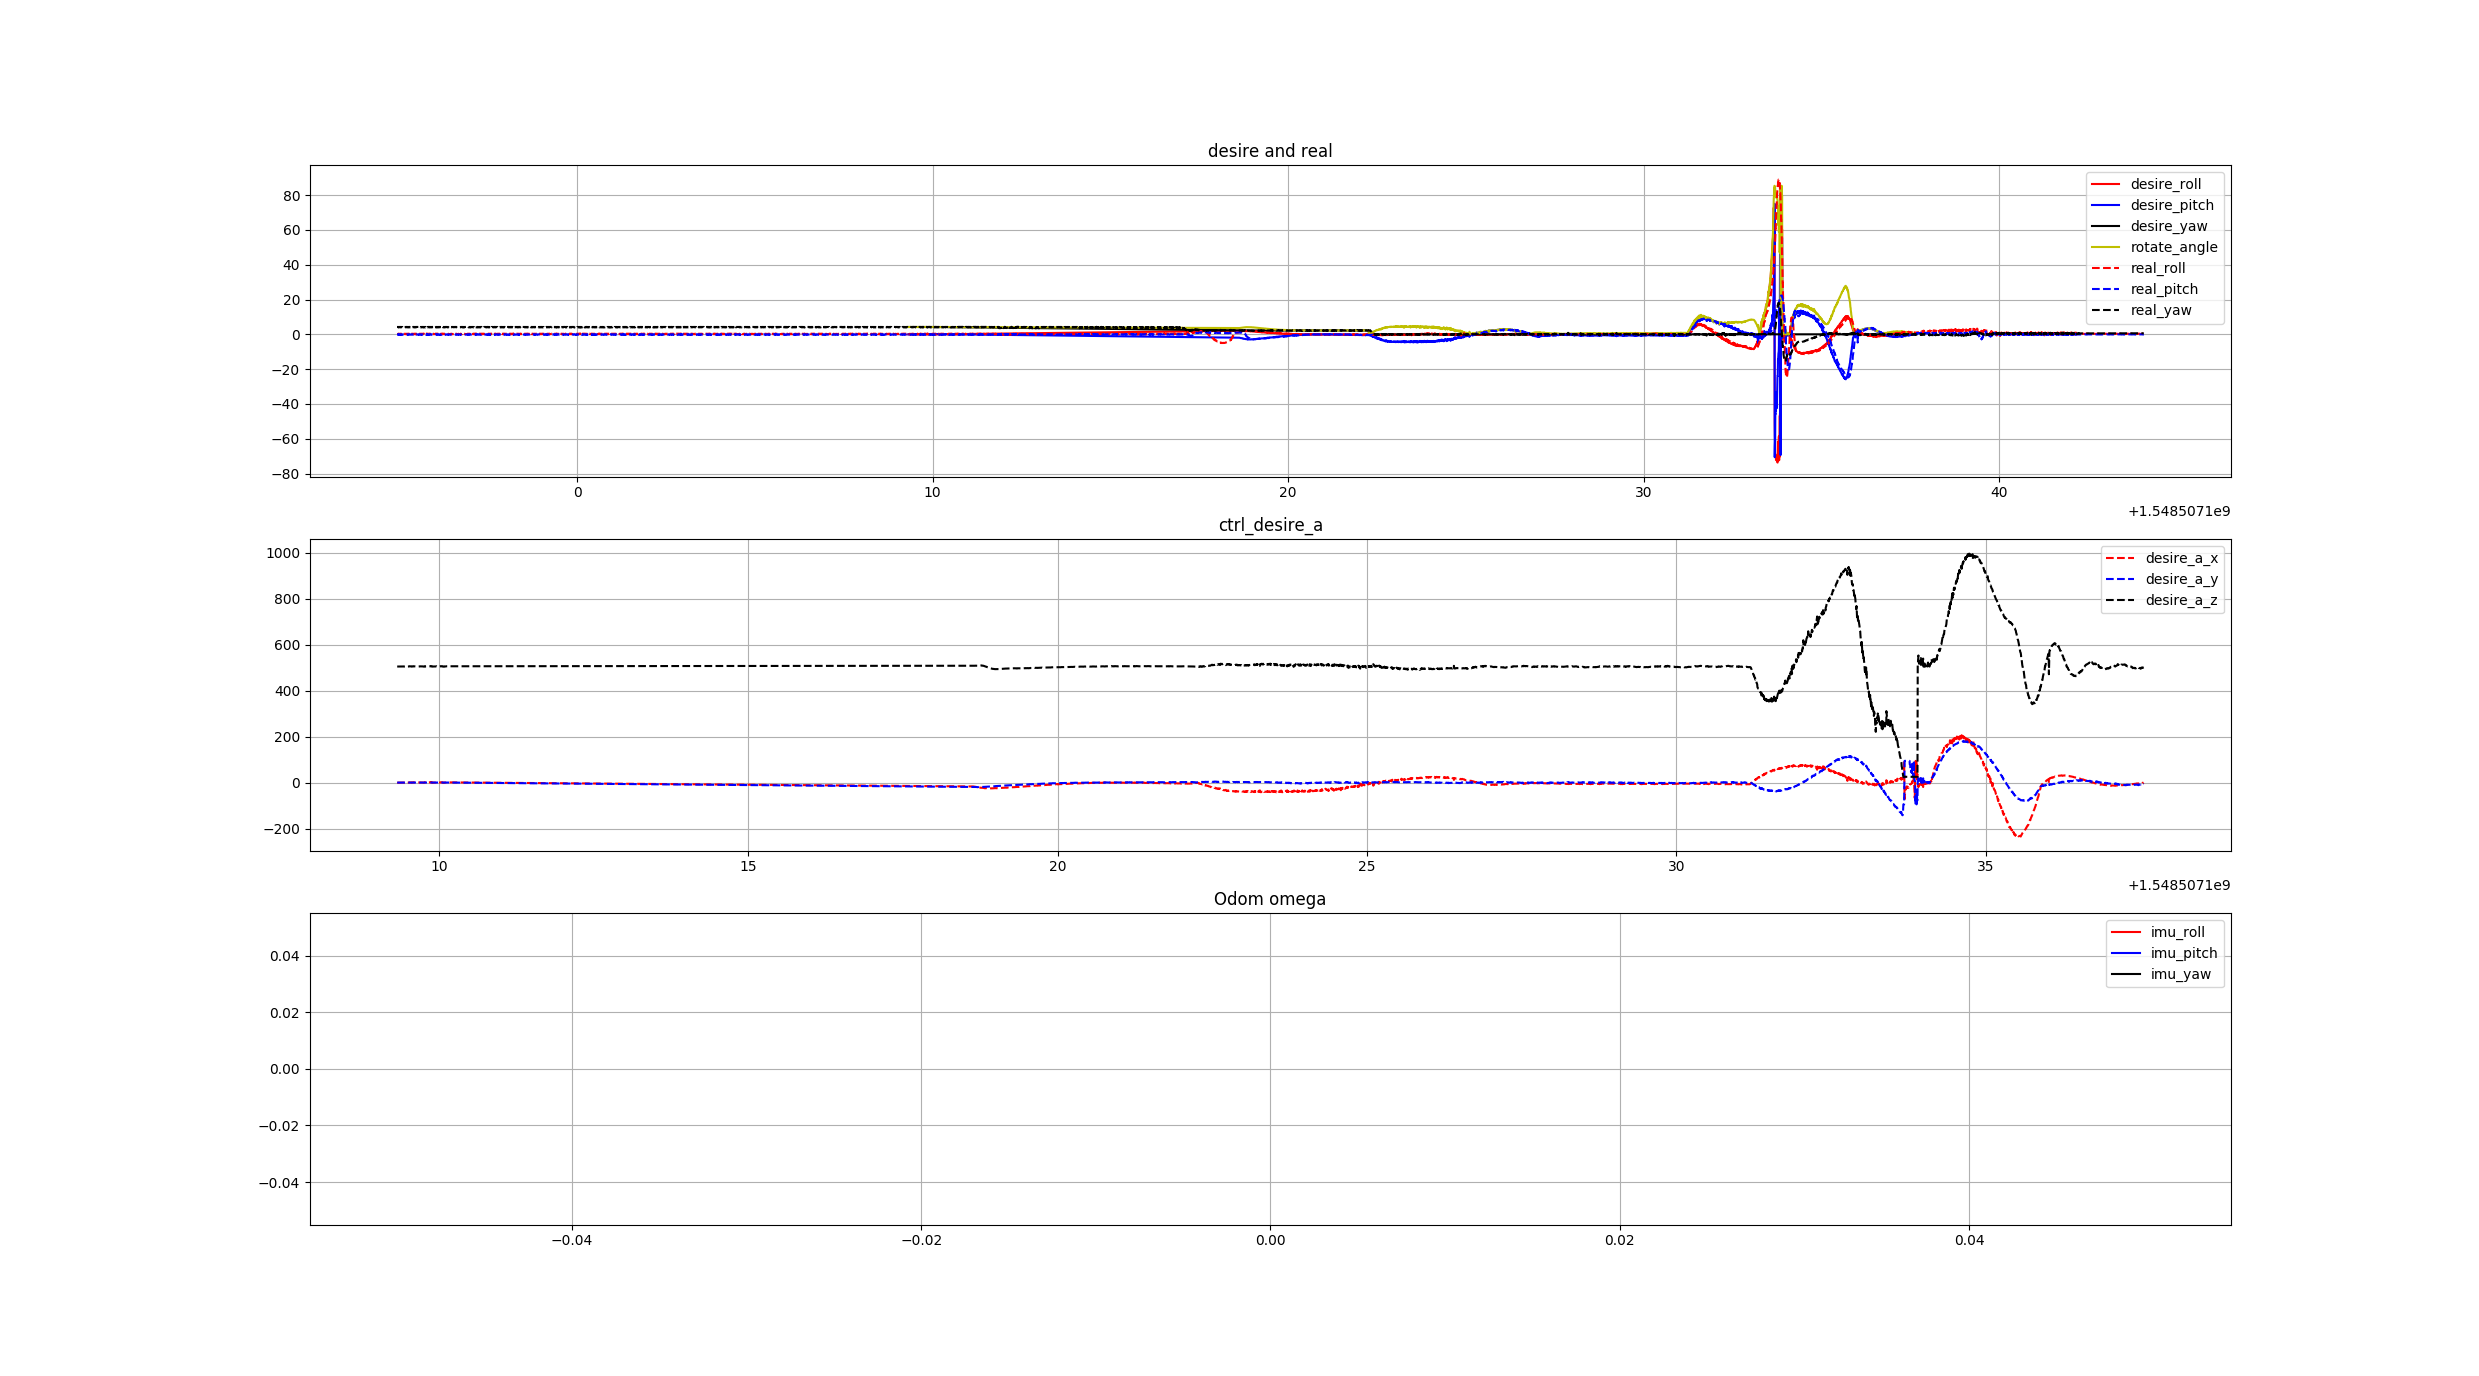 desire and real
80
60
40
20
0
−20
−40
−60
−80
desire_roll
desire_pitch
desire_yaw
rotate_angle
real_roll
real_pitch
real_yaw
0 10 20 30 40
+1.5485071e9
ctrl_desire_a
1000
800
600
400
200
0
−200
desire_a_x
desire_a_y
desire_a_z
10 15 20 25 30 35
+1.5485071e9
Odom omega
0.04
0.02
0.00
−0.02
−0.04
imu_roll
imu_pitch
imu_yaw
−0.04 −0.02 0.00 0.02 0.04